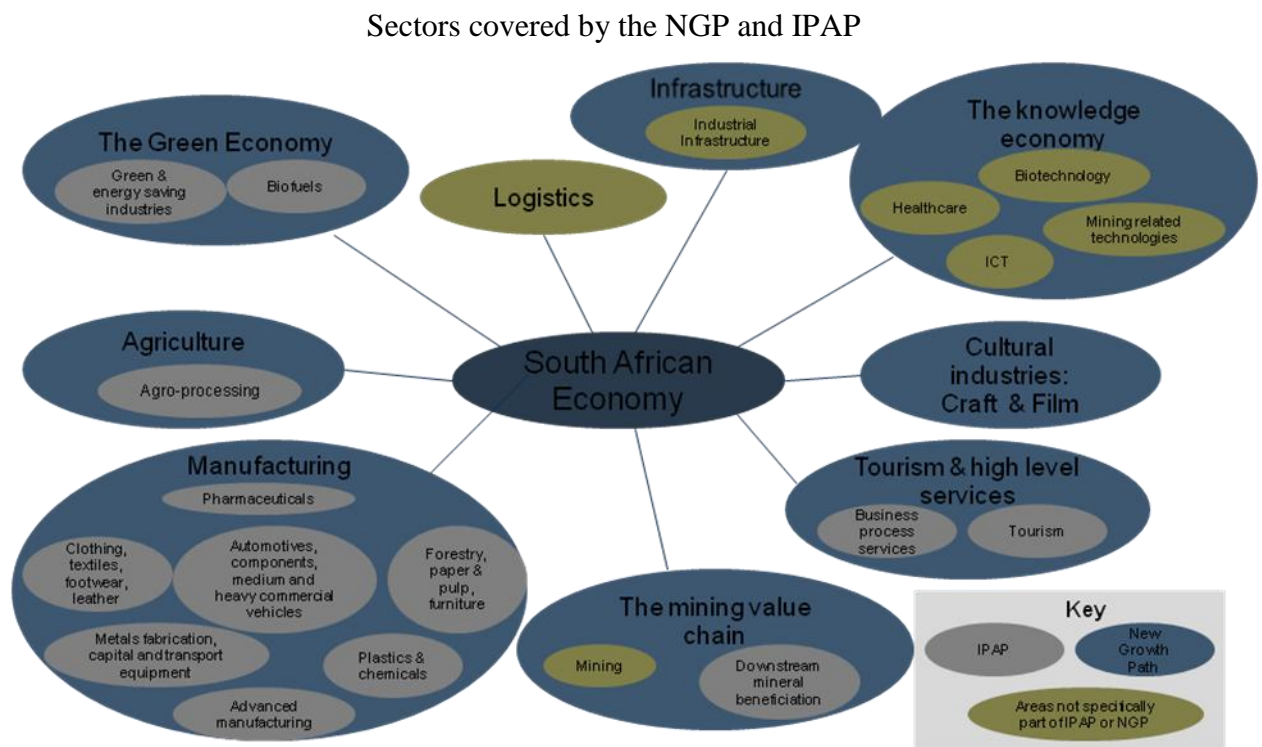 Sectors covered by the NGP and IPAP
The Green Economy
Green &
energy saving
industries
Biofuels
Logistics
Infrastructure
Industrial
Infrastructure
The knowledge
economy
Biotechnology
Healthcare
Mining related
technologies
ICT
Agriculture
Agro-processing
South African
Economy
Cultural
industries:
Craft & Film
Manufacturing
Pharmaceuticals
Clothing,
textiles,
footwear,
leather
Automotives,
components,
medium and
heavy commercial
vehicles
Forestry,
paper &
pulp,
furniture
Metals fabrication,
capital and transport
equipment
Plastics &
chemicals
Advanced
manufacturing
Tourism & high level
services
Business
process
services
Tourism
The mining value
chain
Mining
Downstream
mineral
beneficiation
Key
IPAP
New
Growth
Path
Areas not specifically
part of IPAP or NGP